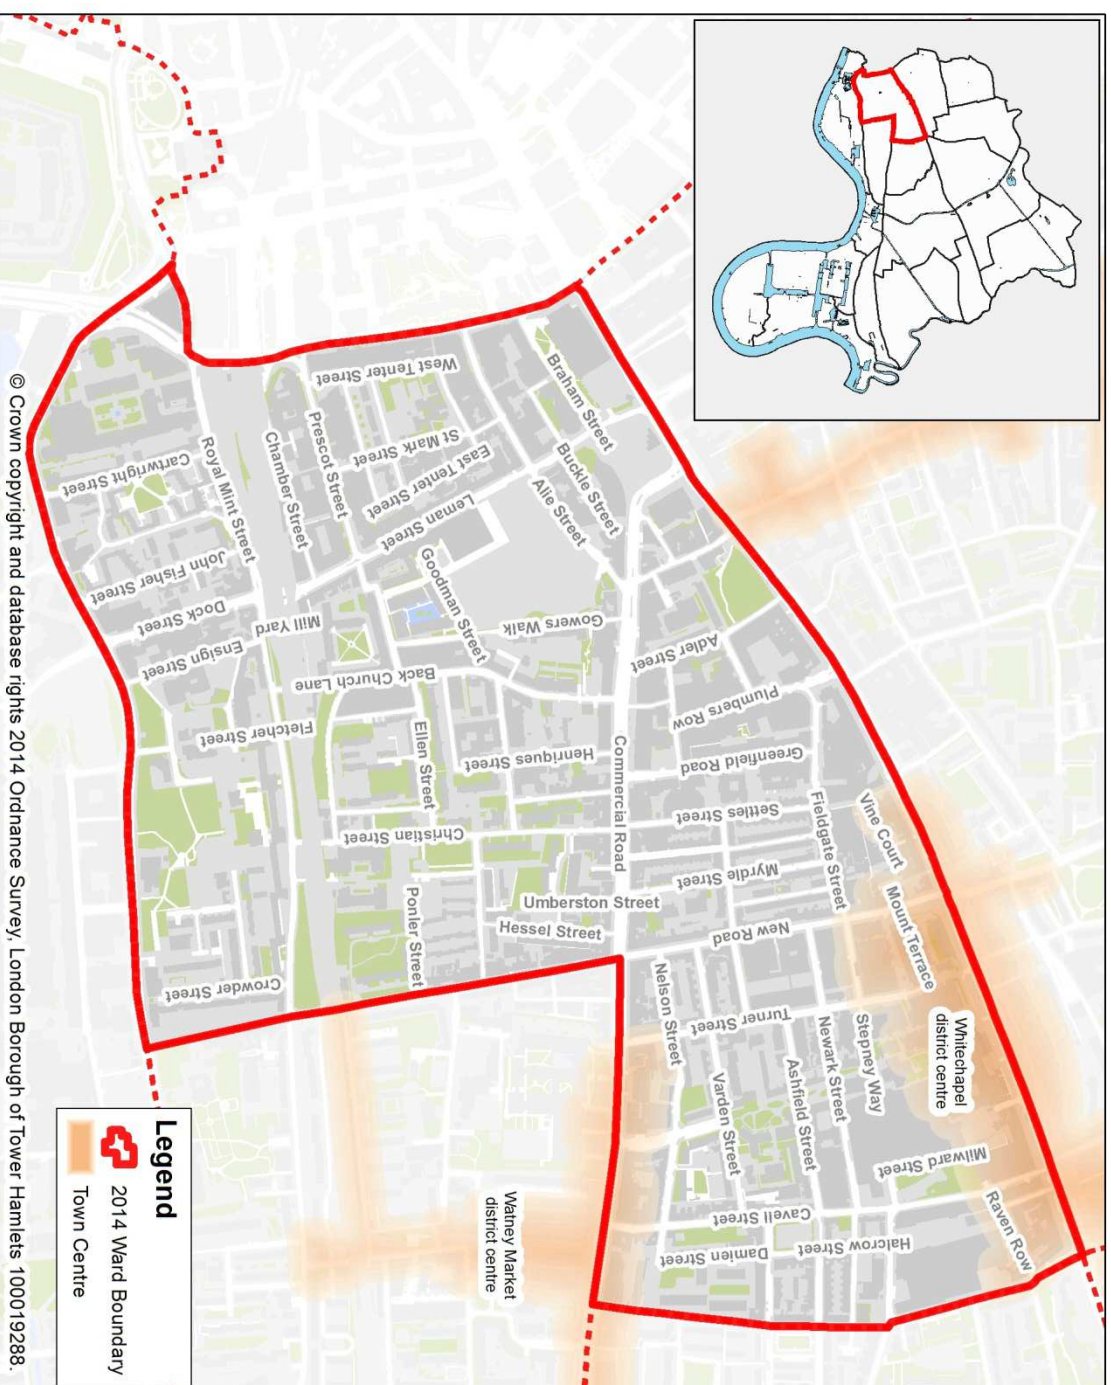 Braham Street
West Tenter
Street
Buckle Street
St Mark Street
East Tenter Street
Alie Street
Prescot Street
Leman Street
Chamber Street
Royal Mint Street
Cartwright
Street
Goodman Street
John Fisher Street
Dock Street
Mill Yard
Ensign Street
Gowers Walk
Adler Street
Back Church Lane
Plumbers Row
Fletcher Street
Ellen Street
Henriques Street
Commercial Road
Greenfield Road
Fieldgate Street
Vine Court
Settles Street
Christian Street
Myrdle Street
Mount Terrace
Umberston Street
Hessel Street
Ponler Street
New Road
Crowder Street
Nelson Street
Turner Street
Newark Street
Stepney Way
Whitechapel
district centre
Varden Street
Ashfield Street
Milward Street
Cavell Street
Raven Row
Halcrow Street
Damien Street
Watney Market
district centre
Legend
2014 Ward Boundary
Town Centre
© Crown copyright and database rights 2014 Ordnance Survey, London Borough of Tower Hamlets 100019288.